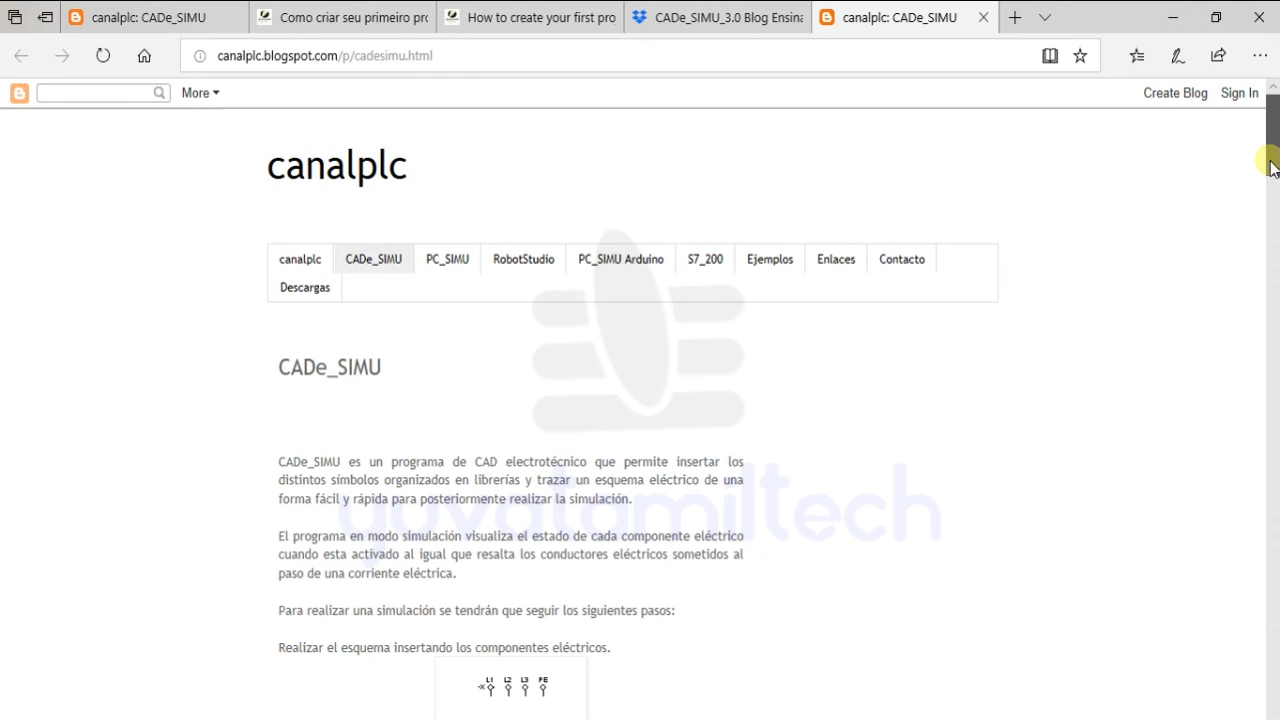 canalplc: CADe_SIMU
Como criar seu primeiro pro
How to create your first pro
CADe_SIMU_3.0 Blog Ensina
canalplc: CADe_SIMU
canalplc.blogspot.com/p/cadesimu.html
More
Create Blog
Sign In
canalplc
canalplc
CADe_SIMU
PC_SIMU
RobotStudio
PC_SIMU Arduino
S7_200
Ejemplos
Enlaces
Contacto
Descargas
CADe_SIMU
CADe_SIMU es un programa de CAD electrotécnico que permite insertar los
distintos símbolos organizados en librerías y trazar un esquema eléctrico de una
forma fácil y rápida para posteriormente realizar la simulación.
yuvatamiltech
El programa en modo simulación visualiza el estado de cada componente eléctrico
cuando esta activado al igual que resalta los conductores eléctricos sometidos al
paso de una corriente eléctrica.
Para realizar una simulación se tendrán que seguir los siguientes pasos:
Realizar el esquema insertando los componentes eléctricos.
L1 L2 L3 PE